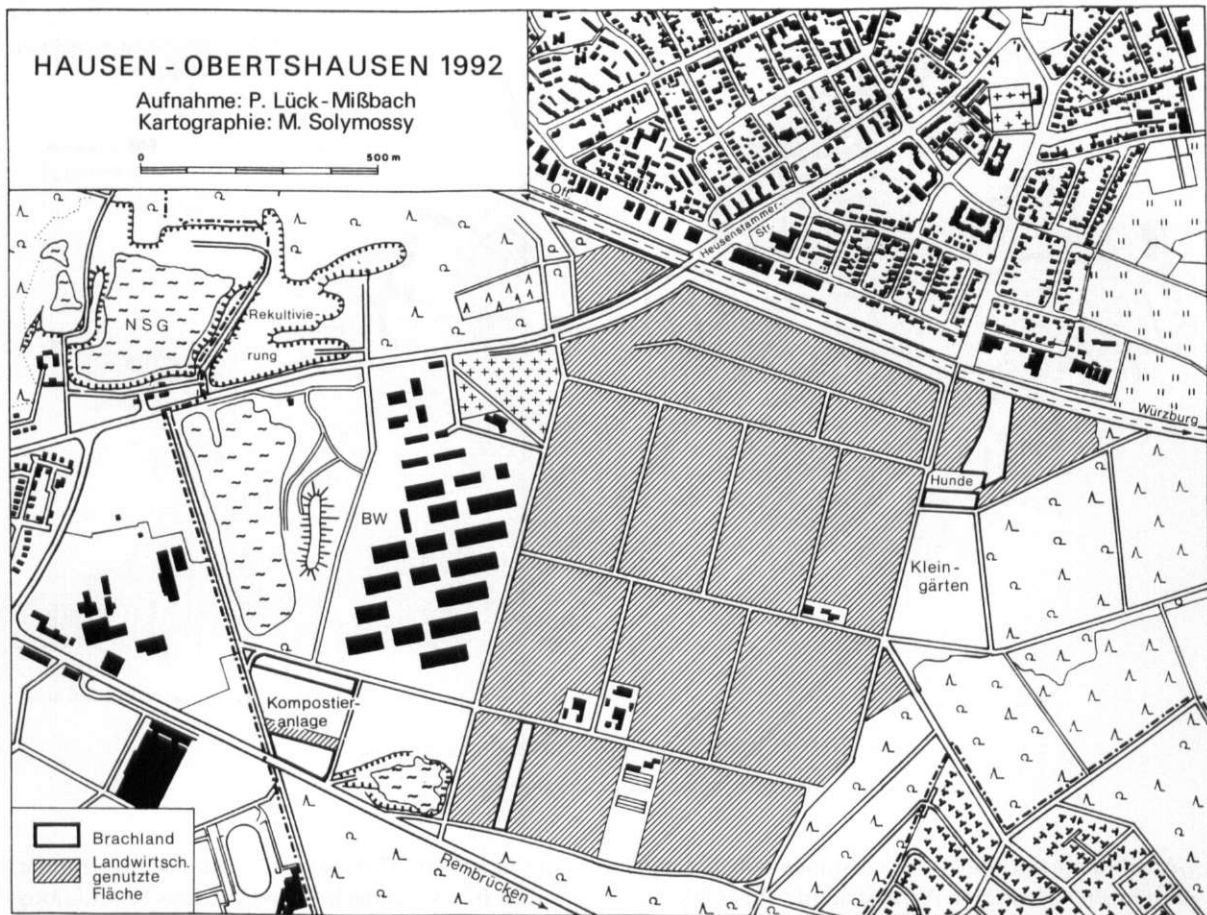 HAUSEN - OBERTSHAUSEN 1992
Aufnahme: P. Lück - Mißbach
Kartographie: M. Solymossy
0 500 m
Off
Heusenstammer-
Str.
NSG
Rekultivie-
rung
Würzburg
Hunde
BW
Klein-
gärten
Kompostier-
anlage
Rembrücken
Brachland
Landwirtsch.
genutzte
Fläche